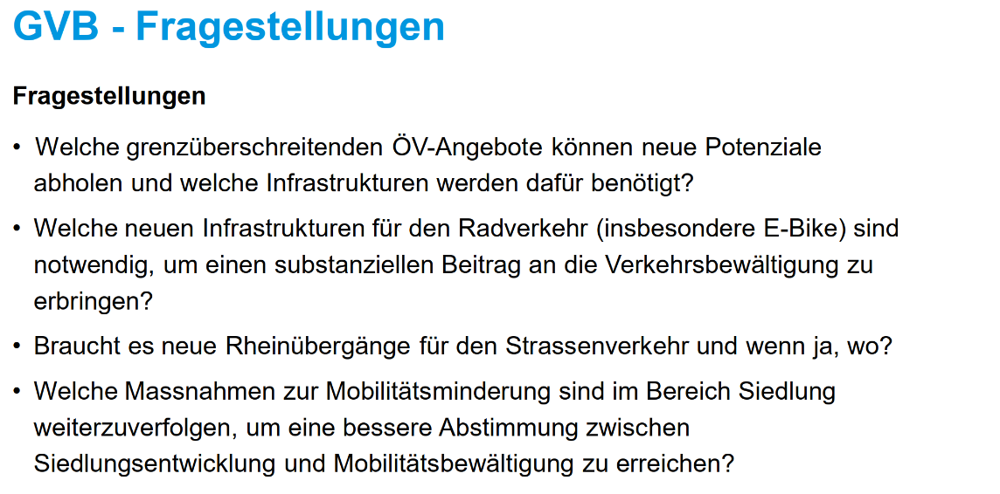 GVB - Fragestellungen
Fragestellungen
• Welche grenzüberschreitenden ÖV-Angebote können neue Potenziale
abholen und welche Infrastrukturen werden dafür benötigt?
• Welche neuen Infrastrukturen für den Radverkehr (insbesondere E-Bike) sind
notwendig, um einen substanziellen Beitrag an die Verkehrsbewältigung zu
erbringen?
• Braucht es neue Rheinübergänge für den Strassenverkehr und wenn ja, wo?
• Welche Massnahmen zur Mobilitätsminderung sind im Bereich Siedlung
weiterzuverfolgen, um eine bessere Abstimmung zwischen
Siedlungsentwicklung und Mobilitätsbewältigung zu erreichen?